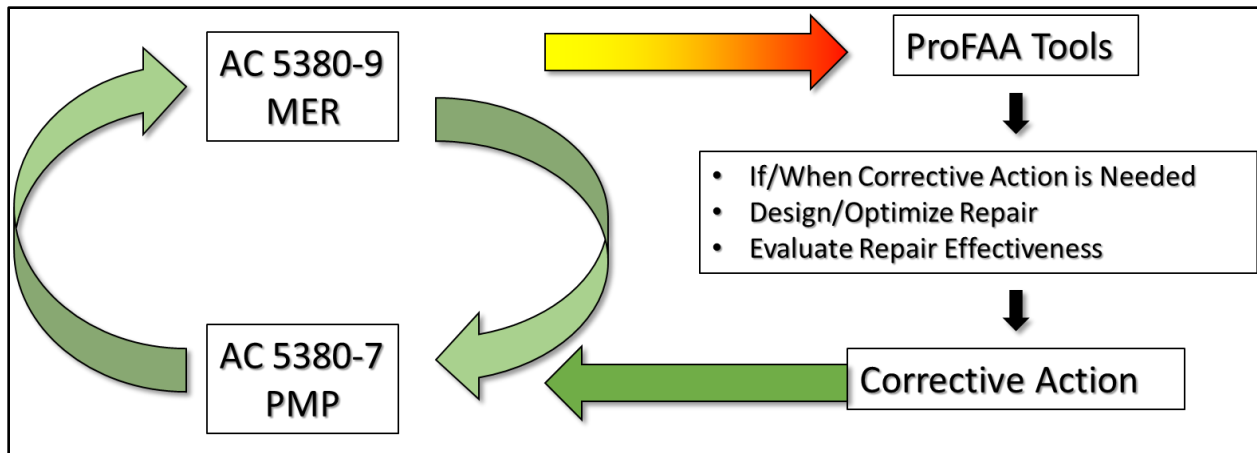 AC 5380-9
MER
ProFAA Tools
• If/When Corrective Action is Needed
• Design/Optimize Repair
• Evaluate Repair Effectiveness
AC 5380-7
PMP
Corrective Action